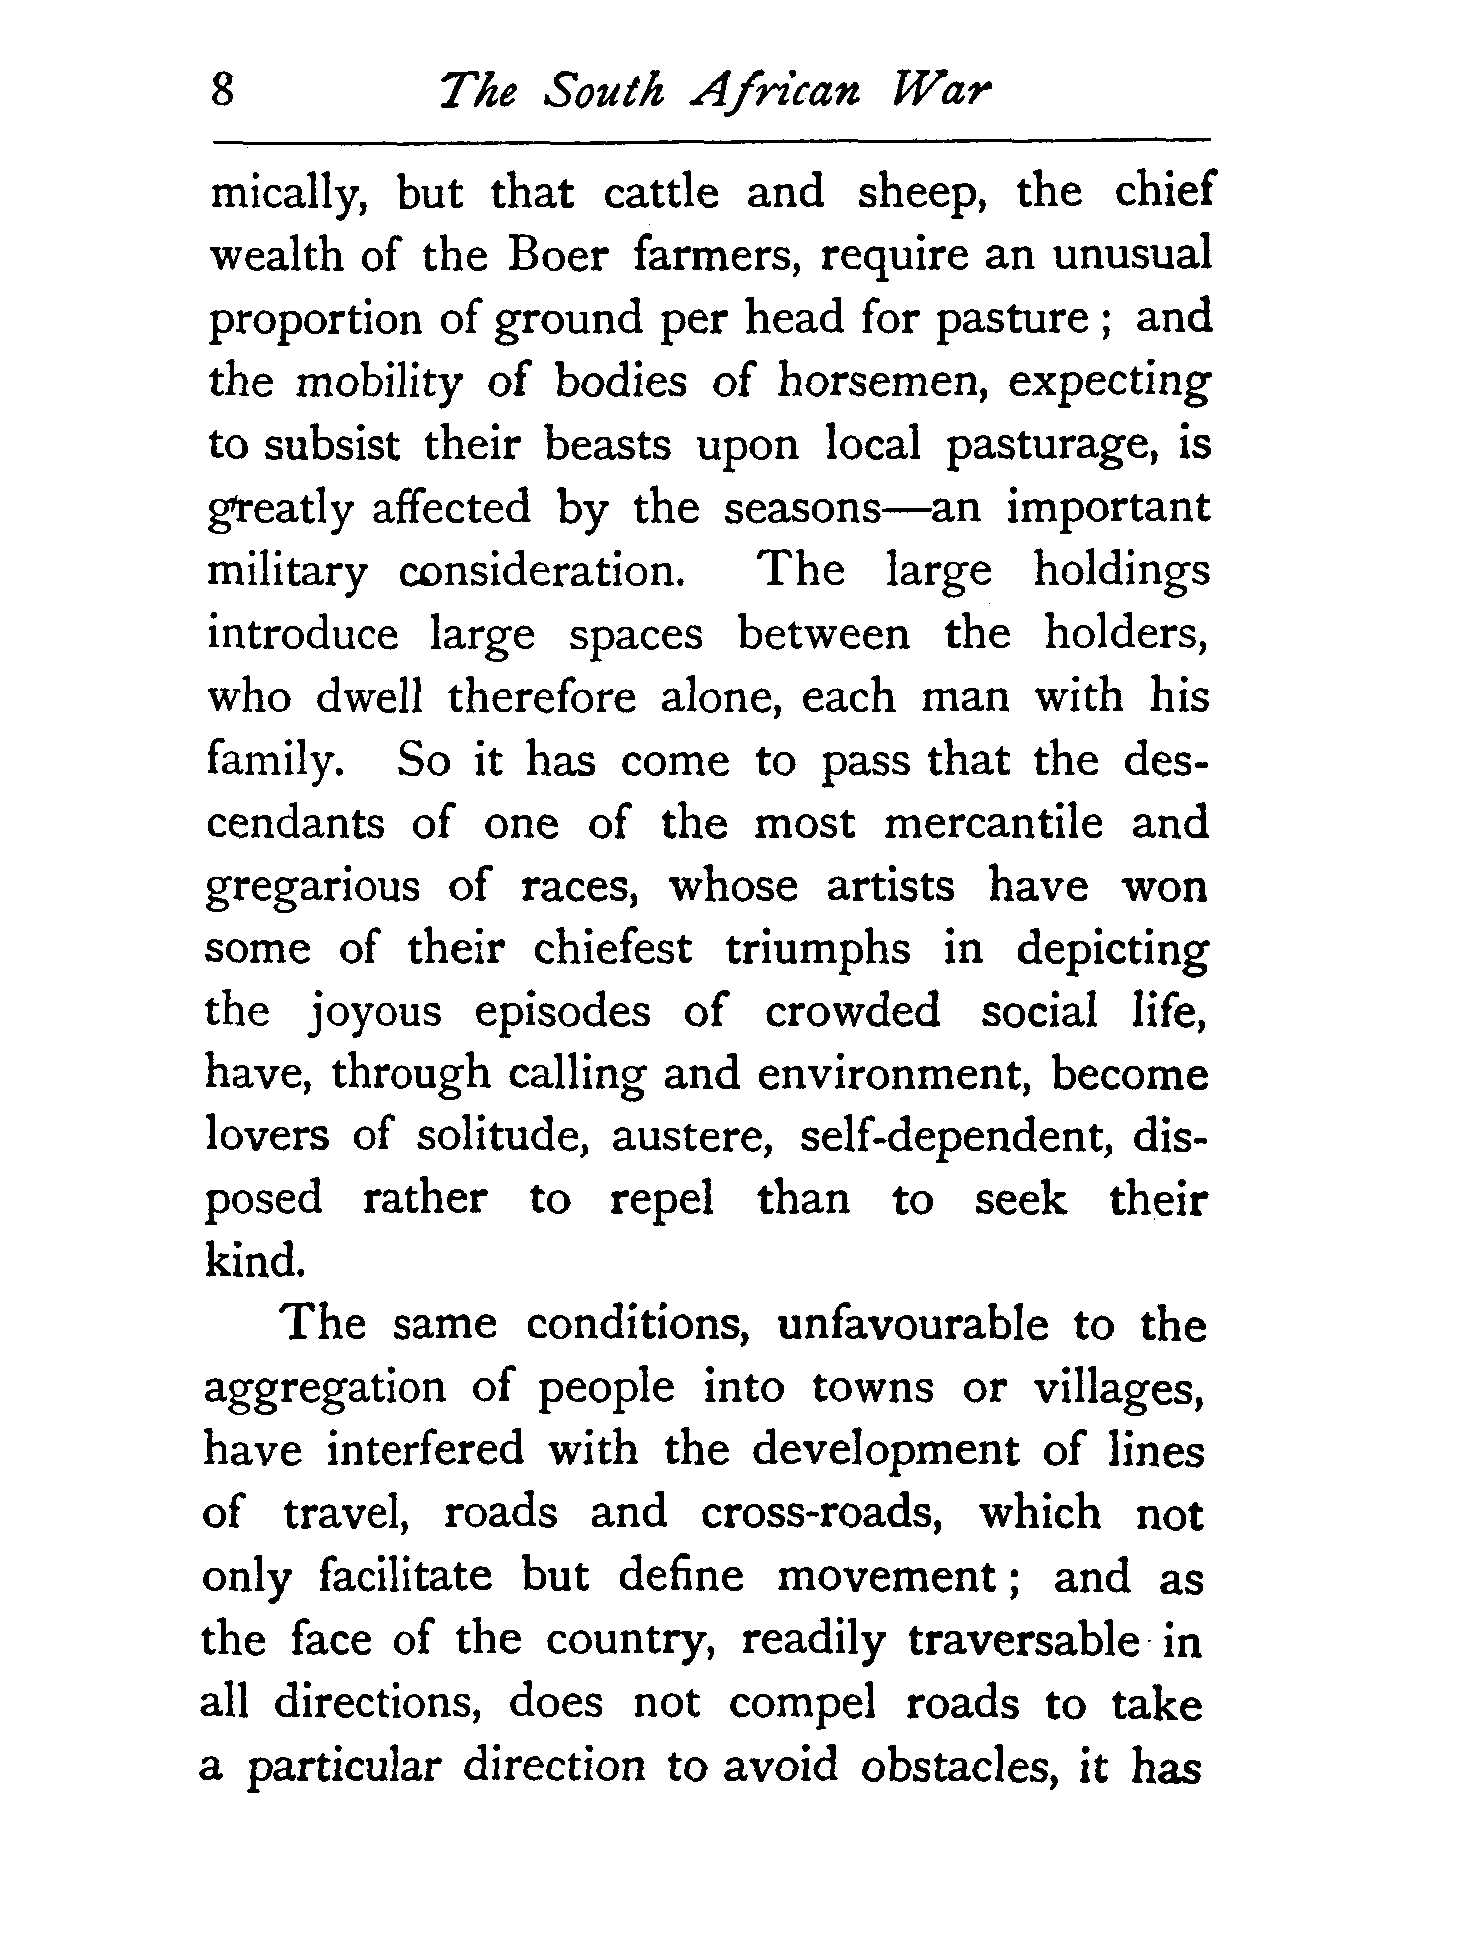 8 The South African War
mically, but that cattle and sheep, the chief
wealth of the Boer farmers, require an unusual
proportion of ground per head for pasture ; and
the mobility of bodies of horsemen, expecting
to subsist their beasts upon local pasturage, is
greatly affected by the seasons—an important
military consideration. The large holdings
introduce large spaces between the holders,
who dwell therefore alone, each man with his
family. So it has come to pass that the des-
cendants of one of the most mercantile and
gregarious of races, whose artists have won
some of their chiefest triumphs in depicting
the joyous episodes of crowded social life,
have, through calling and environment, become
lovers of solitude, austere, self-dependent, dis-
posed rather to repel than to seek their
kind.
The same conditions, unfavourable to the
aggregation of people into towns or villages,
have interfered with the development of lines
of travel, roads and cross-roads, which not
only facilitate but define movement ; and as
the face of the country, readily traversable in
all directions, does not compel roads to take
a particular direction to avoid obstacles, it has